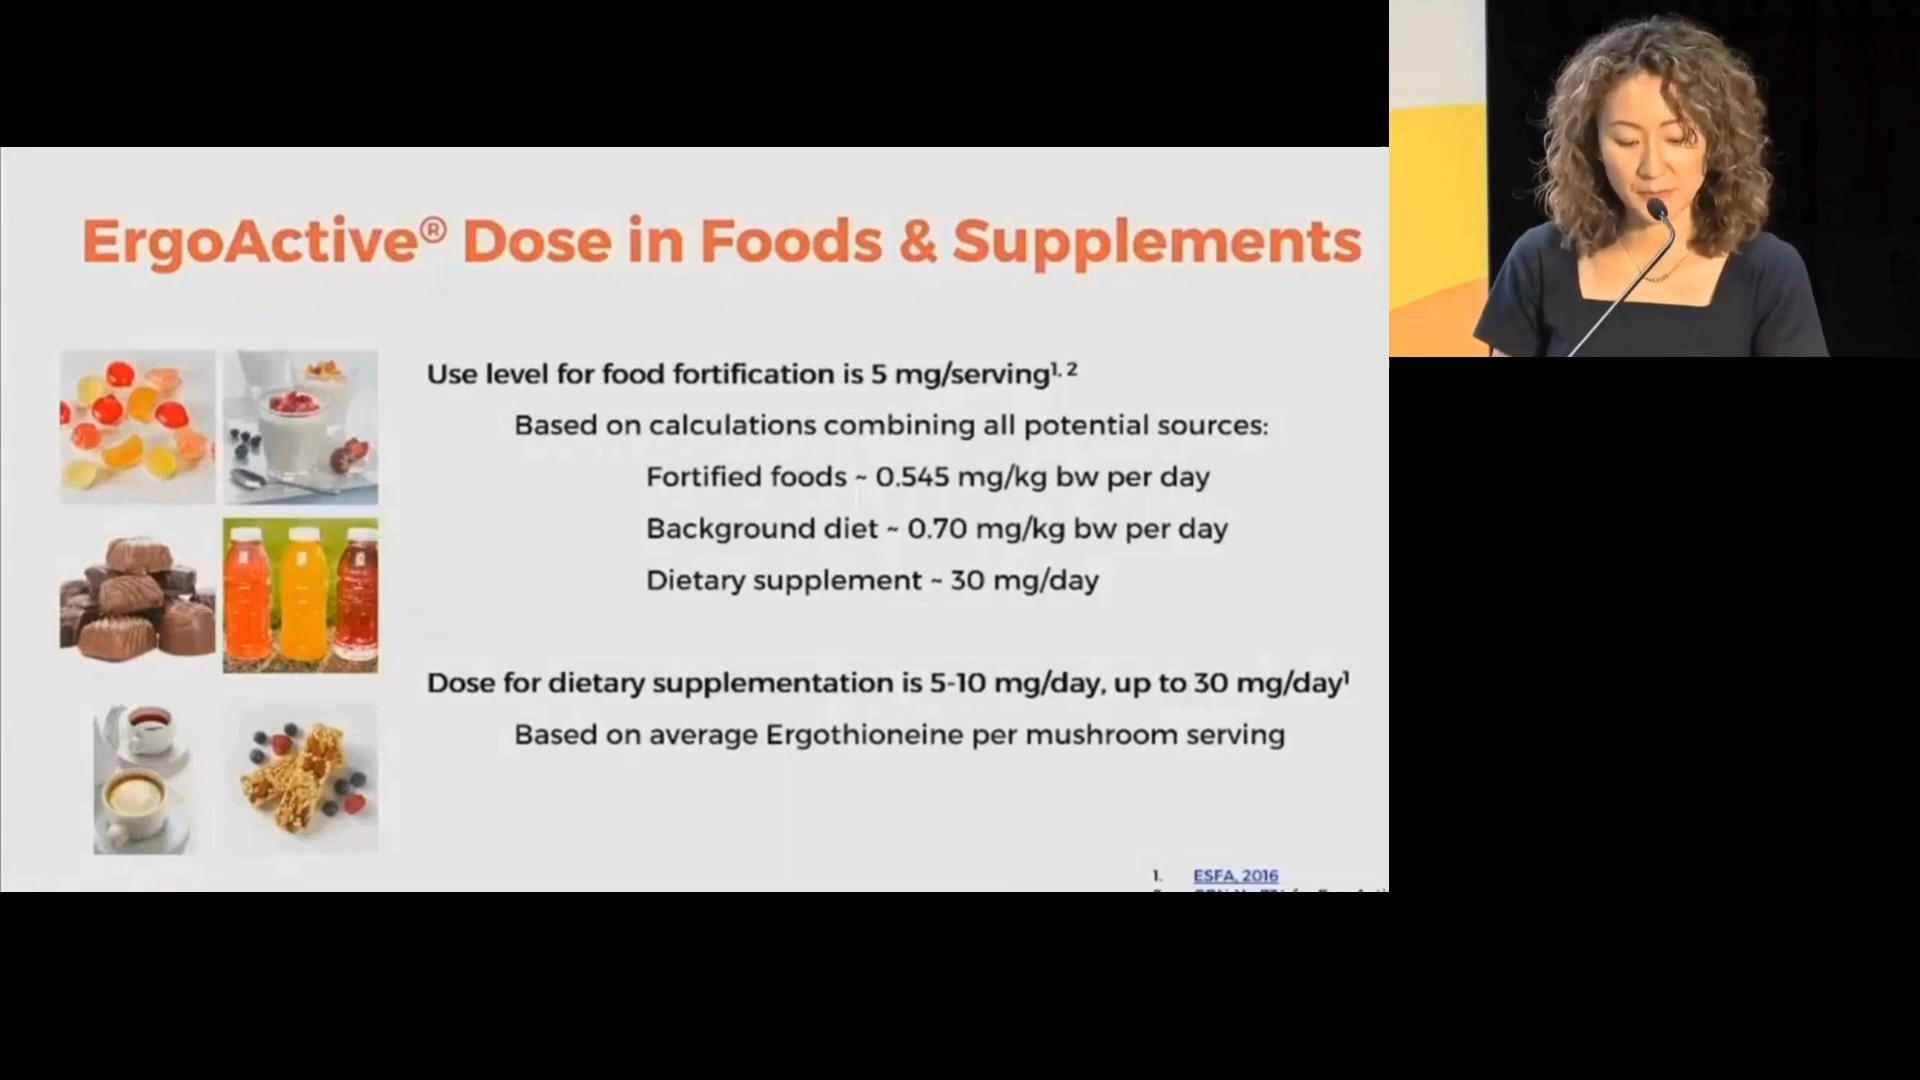 ErgoActive® Dose in Foods & Supplements
Use level for food fortification is 5 mg/serving¹˒ ²
Based on calculations combining all potential sources:
Fortified foods ~ 0.545 mg/kg bw per day
Background diet ~ 0.70 mg/kg bw per day
Dietary supplement ~ 30 mg/day
Dose for dietary supplementation is 5-10 mg/day, up to 30 mg/day¹
Based on average Ergothioneine per mushroom serving
1. ESFA, 2016